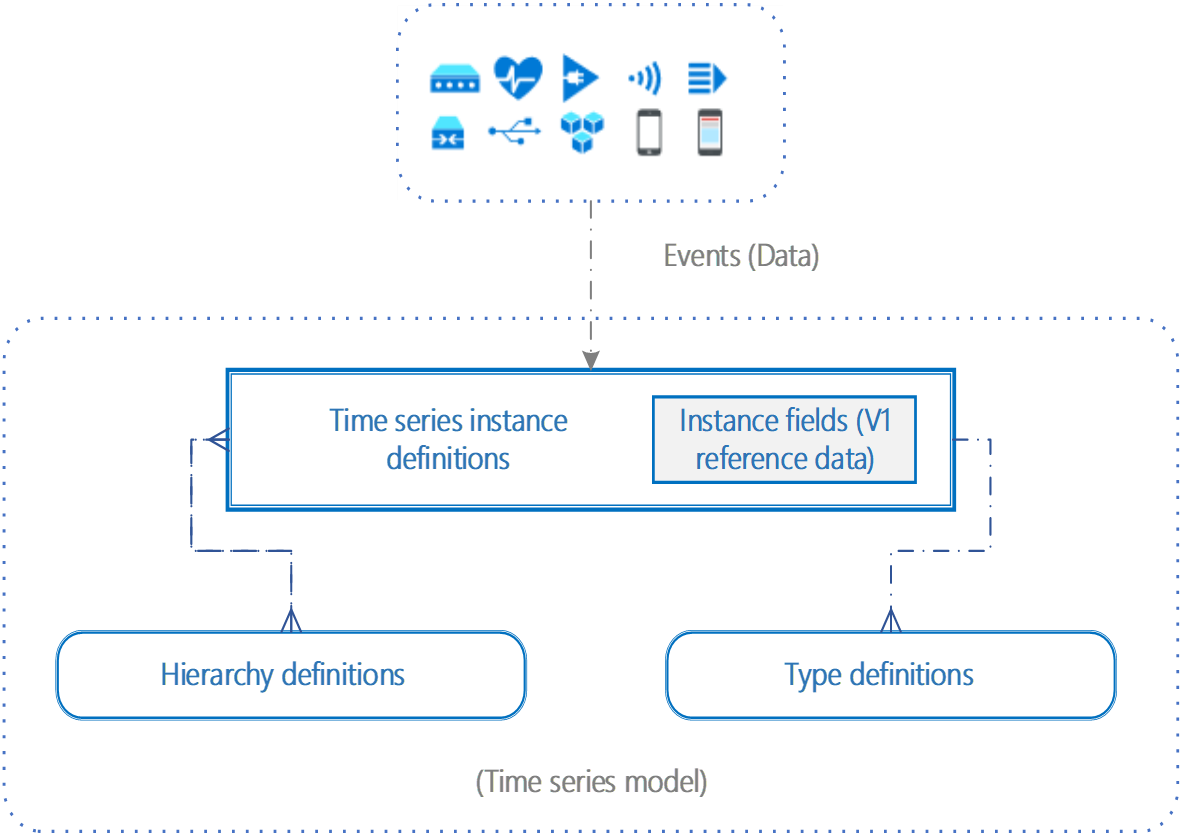 Events (Data)
Time series instance
definitions
Instance fields (V1
reference data)
Hierarchy definitions
Type definitions
(Time series model)